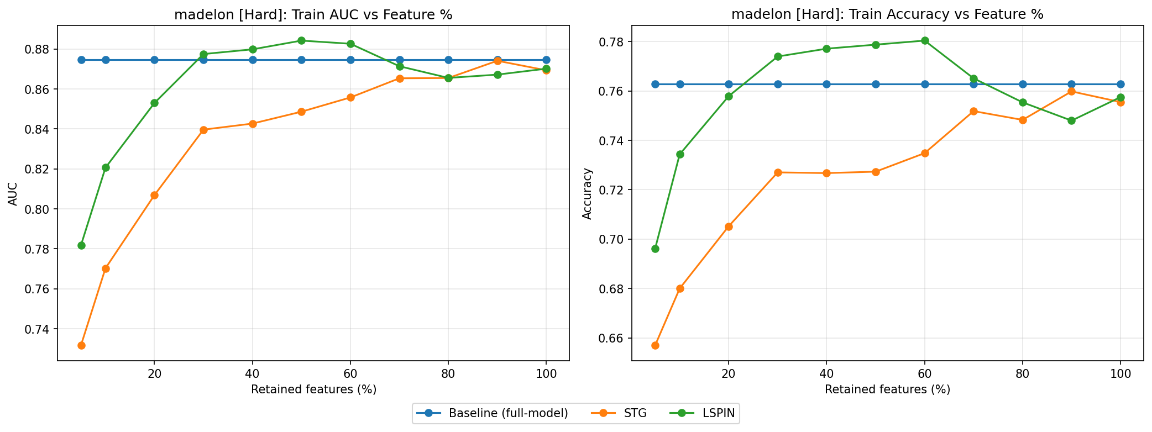 madelon [Hard]: Train AUC vs Feature %
0.88
0.86
0.84
0.82
0.80
0.78
0.76
0.74
AUC
20
40
60
80
100
Retained features (%)
madelon [Hard]: Train Accuracy vs Feature %
0.78
0.76
0.74
0.72
0.70
0.68
0.66
Accuracy
20
40
60
80
100
Retained features (%)
Baseline (full-model)
STG
LSPIN